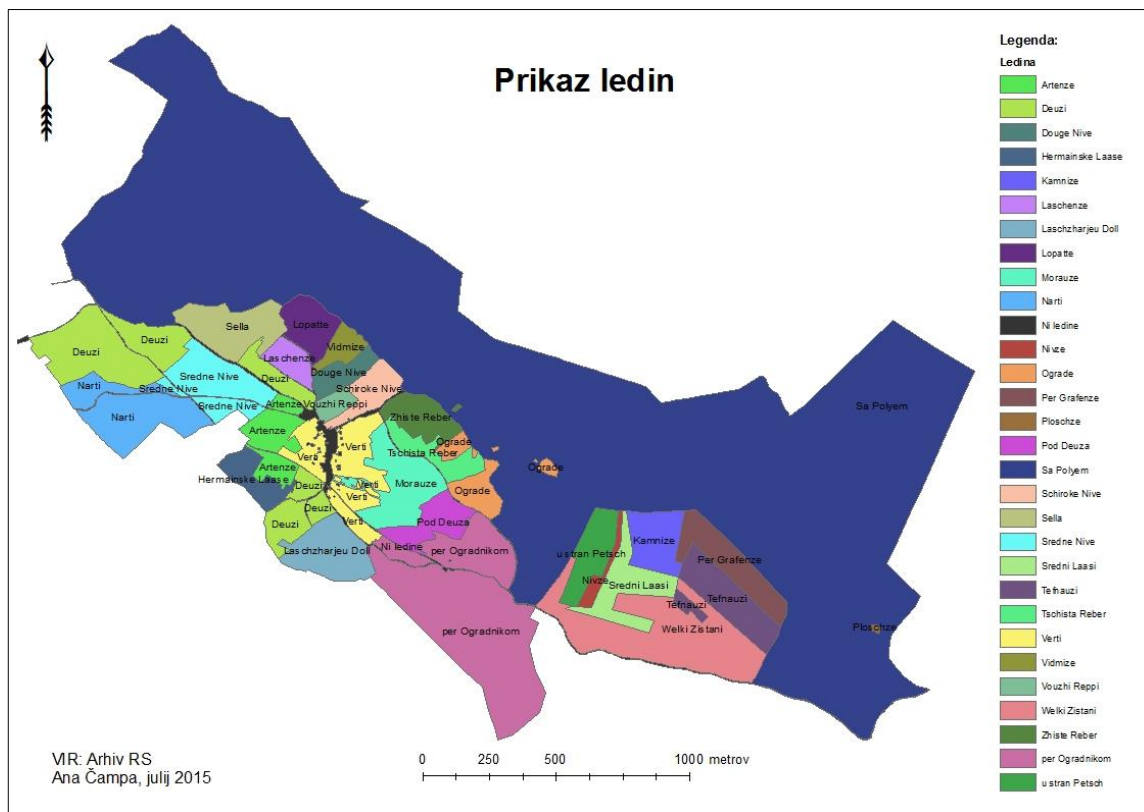 Prikaz ledin
Legenda:
Ledina
Artenze
Deuzi
Douge Nive
Hermainske Laase
Kamnize
Laschenze
Laschzharjeu Doll
Lopatte
Morauze
Narti
Ni ledine
Nivze
Ograde
Per Grafenze
Ploschze
Pod Deuza
Sa Polyem
Schiroke Nive
Sella
Sredne Nive
Sredni Laasi
Tefnauzi
Tschista Reber
Verti
Vidmize
Vouzhi Reppi
Welki Zistani
Zhiste Reber
per Ogradnikom
u stran Petsch
Lopatte
Sella
Deuzi
Vidmize
Deuzi
Laschenze
Douge Nive
Sredne Nive
Deuzi
Narti
Sredne Nive
Schiroke Nive
Artenze
Vouzhi Reppi
Sredne Nive
Narti
Sa Polyem
Zhiste Reber
Artenze
Ograde
Verti
Tschista Reber
Verti
Artenze
Ograde
Hermainske Laase
Deuzi
Verti
Morauze
Ograde
Verti
Deuzi
Verti
Deuzi
Pod Deuza
Kamnize
Laschzharjeu Doll
Ni ledine
per Ogradnikom
u stran Petsch
Per Grafenze
Nivze
Sredni Laasi
Tefnauzi
Tefnauzi
per Ogradnikom
Welki Zistani
Ploschze
VIR: Arhiv RS
Ana Čampa, julij 2015
0 250 500 1000 metrov